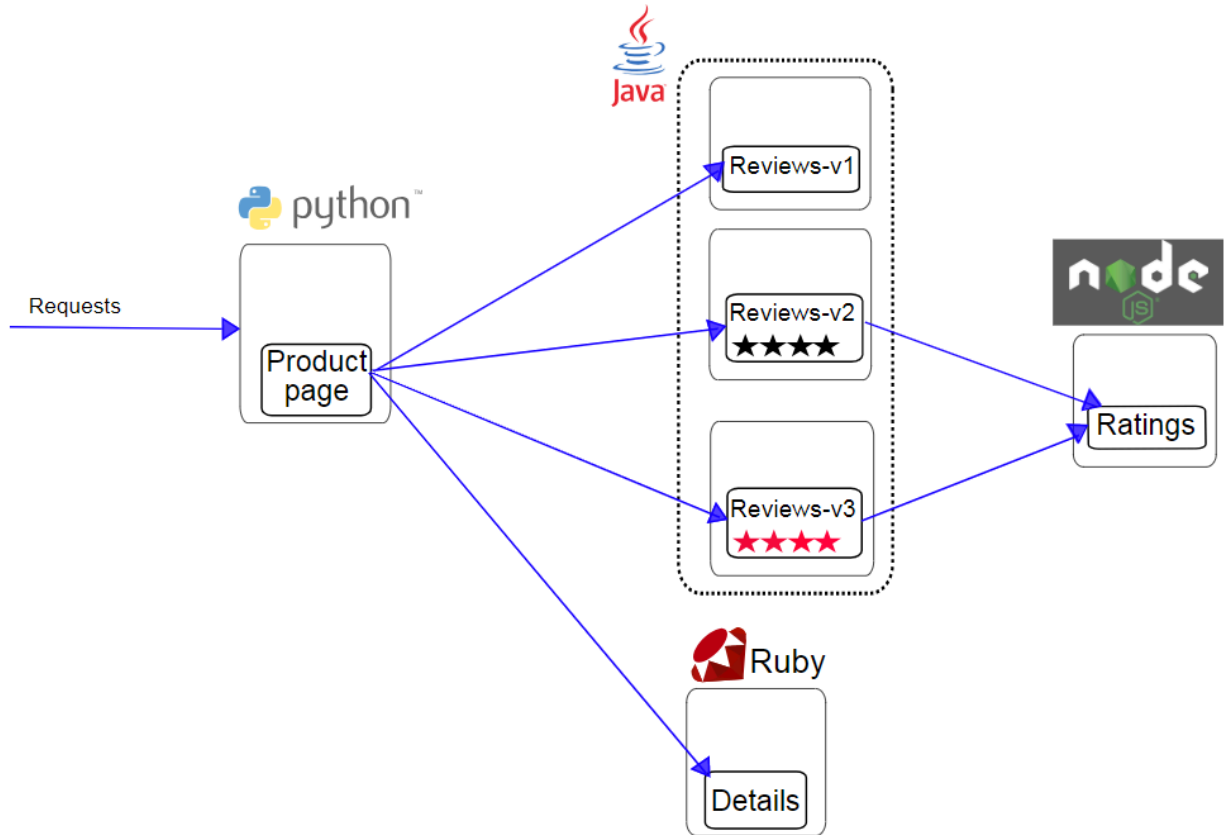 Java
Reviews-v1
python™
Requests
Product
page
Reviews-v2
node
JS
Ratings
Reviews-v3
Ruby
Details